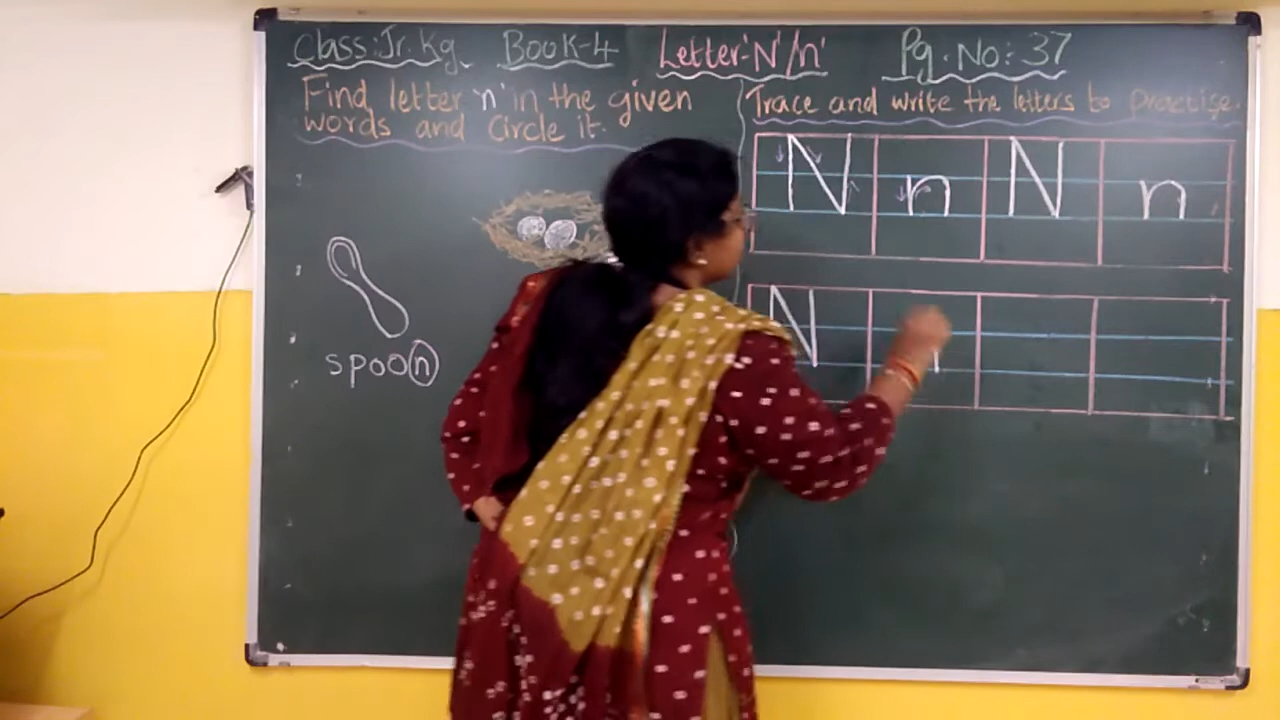 Class:Jr.Kg. Book-4 Letter'N'/'n' Pg.No:37
Find letter 'n' in the given
words and circle it.
spoon
Trace and write the letters to practise.
N n N n
N